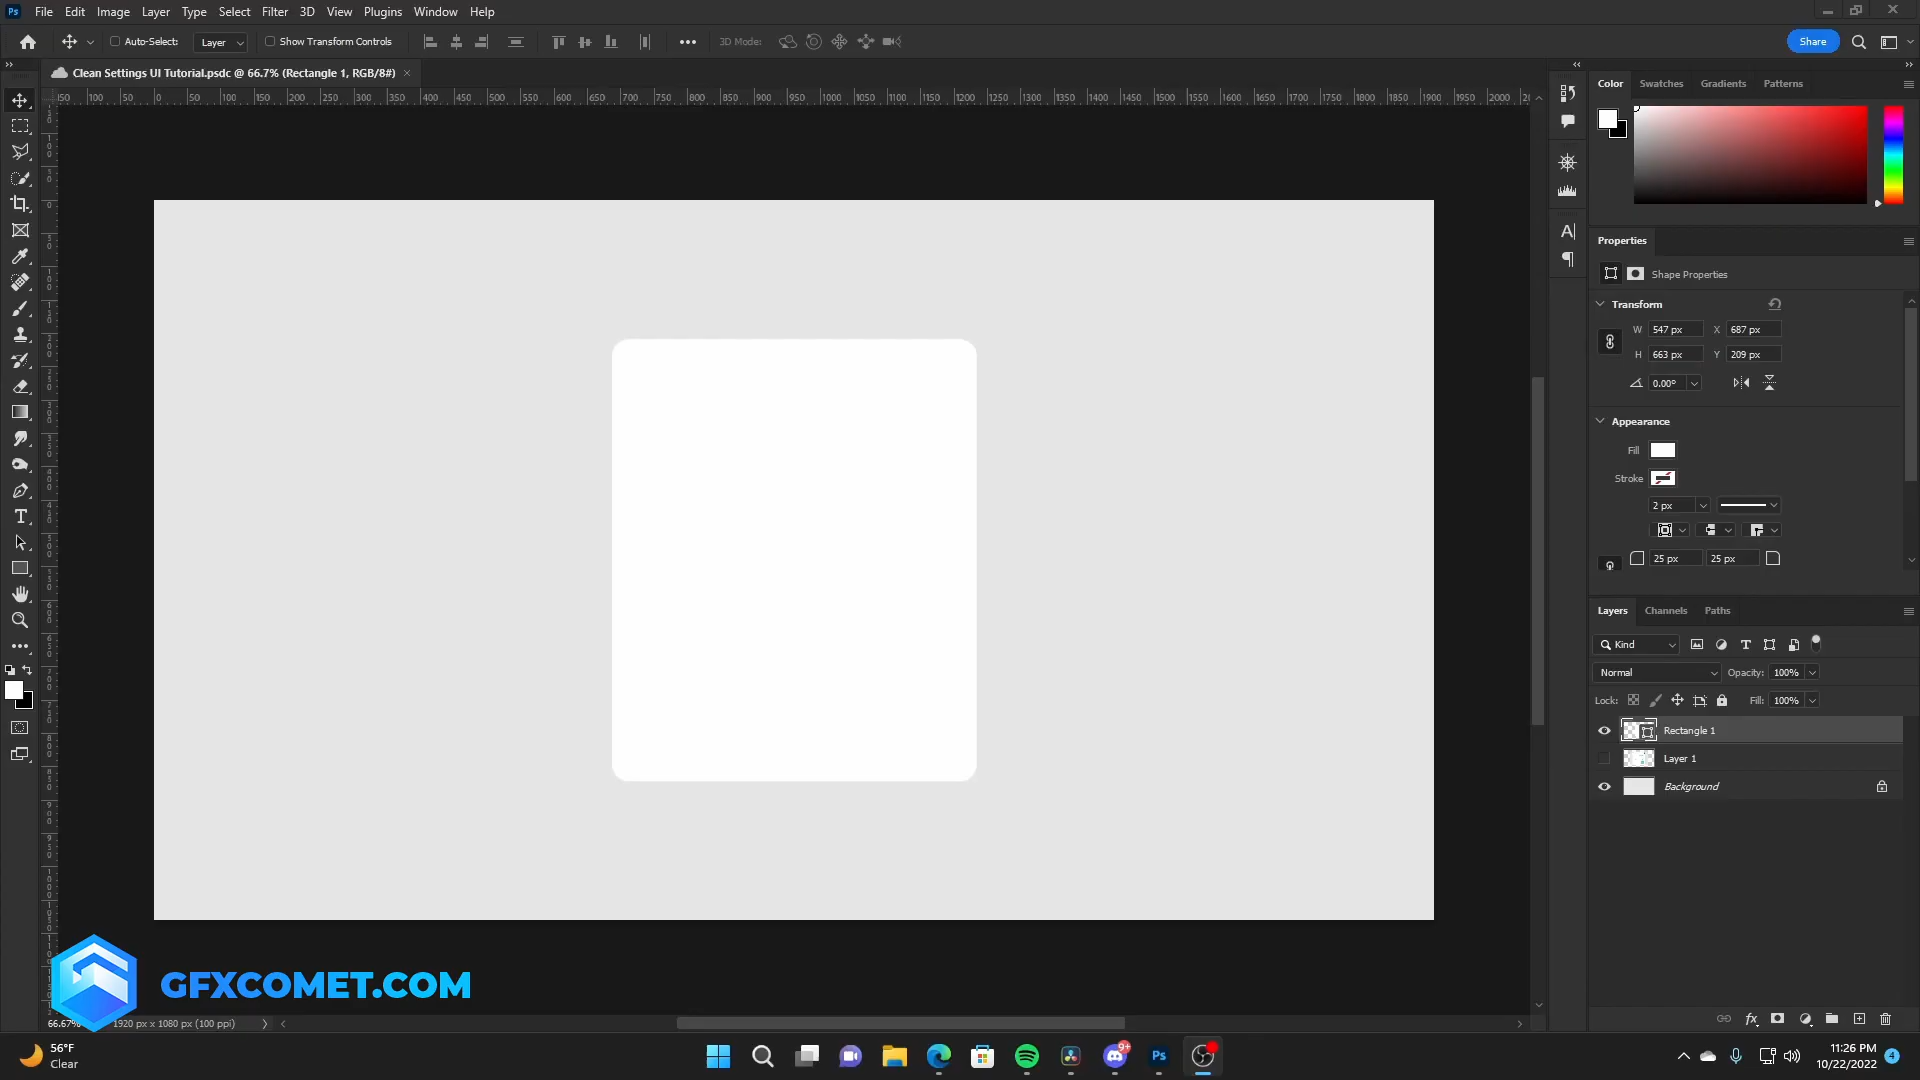 Ps File Edit Image Layer Type Select Filter 3D View Plugins Window Help
Auto-Select: Layer Show Transform Controls 3D Mode: Share
Clean Settings UI Tutorial.psdc @ 66.7% (Rectangle 1, RGB/8#)
Color Swatches Gradients Patterns
Properties
Shape Properties
Transform
W 547 px X 687 px
H 663 px Y 209 px
0.00°
Appearance
Fill
Stroke
2 px
25 px 25 px
Layers Channels Paths
Kind
Normal Opacity: 100%
Lock: Fill: 100%
Rectangle 1
Layer 1
Background
GFXCOMET.COM
66.67% 1920 px x 1080 px (100 ppi)
56°F
Clear
9+
Ps
11:26 PM
10/22/2022
4